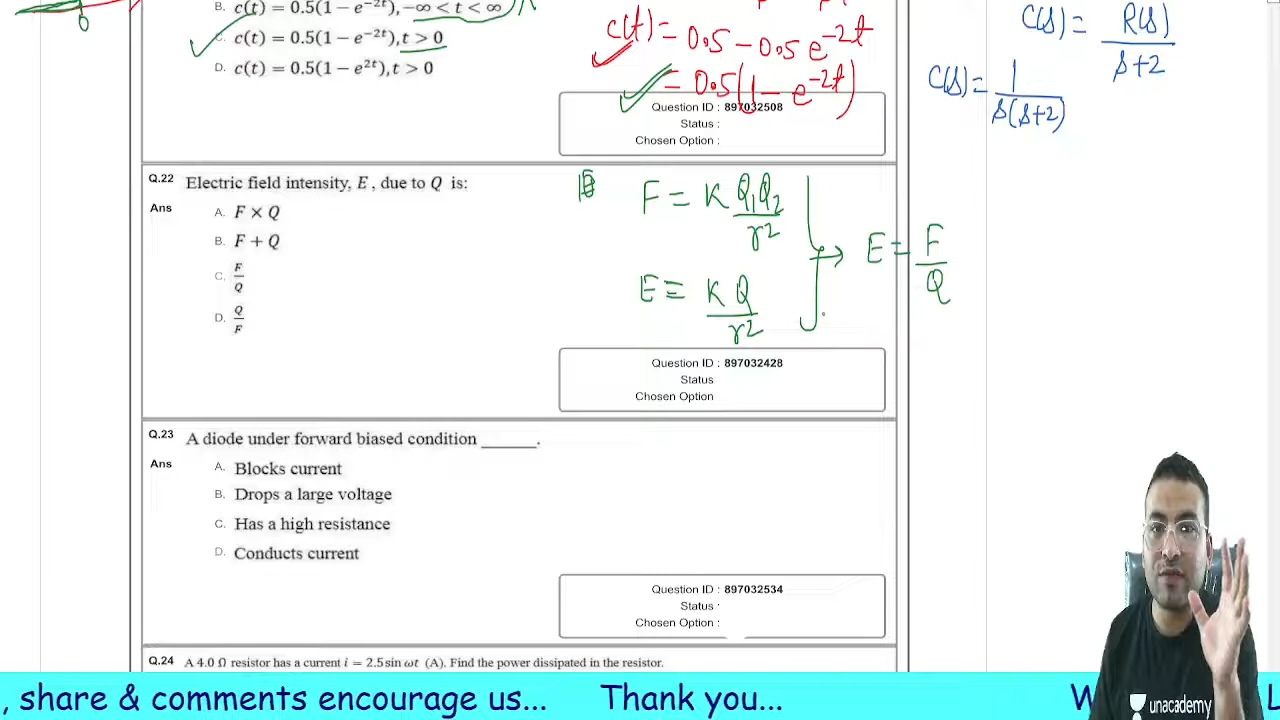 B. c(t) = 0.5(1 − e^{−2t}), −∞ < t < ∞
c(t) = 0.5(1 − e^{−2t}), t > 0
D. c(t) = 0.5(1 − e^{2t}), t > 0
0
c(t) = 0.5 − 0.5 e^{−2t}
= 0.5(1 − e^{−2t})
C(s) = R(s) / s+2
C(s) = 1 / s(s+2)
Question ID : 897032508
Status :
Chosen Option :
Q.22 Electric field intensity, E , due to Q is:
Ans
A. F × Q
B. F + Q
C. F / Q
D. Q / F
F = K Q₁Q₂ / r²
E = K Q / r²
E = F / Q
Question ID : 897032428
Status
Chosen Option
Q.23 A diode under forward biased condition ______.
Ans
A. Blocks current
B. Drops a large voltage
C. Has a high resistance
D. Conducts current
Question ID : 897032534
Status :
Chosen Option :
Q.24 A 4.0 Ω resistor has a current i = 2.5 sin ωt (A). Find the power dissipated in the resistor.
, share & comments encourage us... Thank you...
unacademy